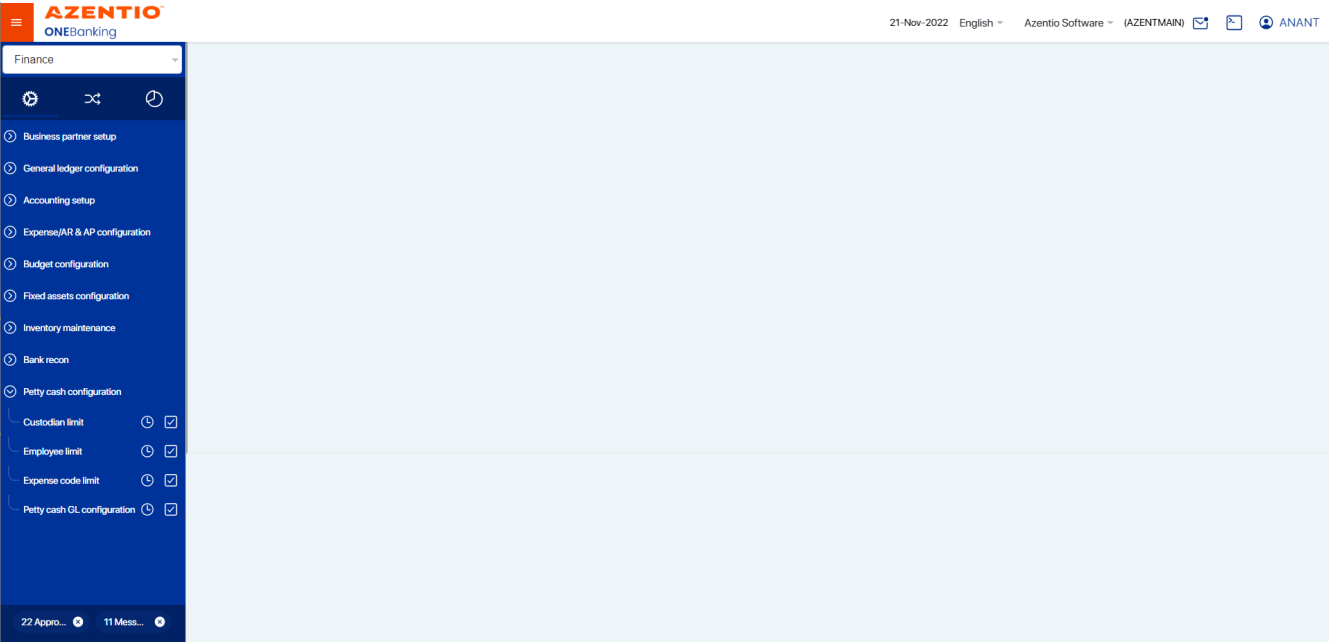 AZENTIO™
ONEBanking
21-Nov-2022 English Azentio Software (AZENTMAIN) ANANT
Finance
Business partner setup
General ledger configuration
Accounting setup
Expense/AR & AP configuration
Budget configuration
Fixed assets configuration
Inventory maintenance
Bank recon
Petty cash configuration
Custodian limit
Employee limit
Expense code limit
Petty cash GL configuration
22 Appro... 11 Mess...